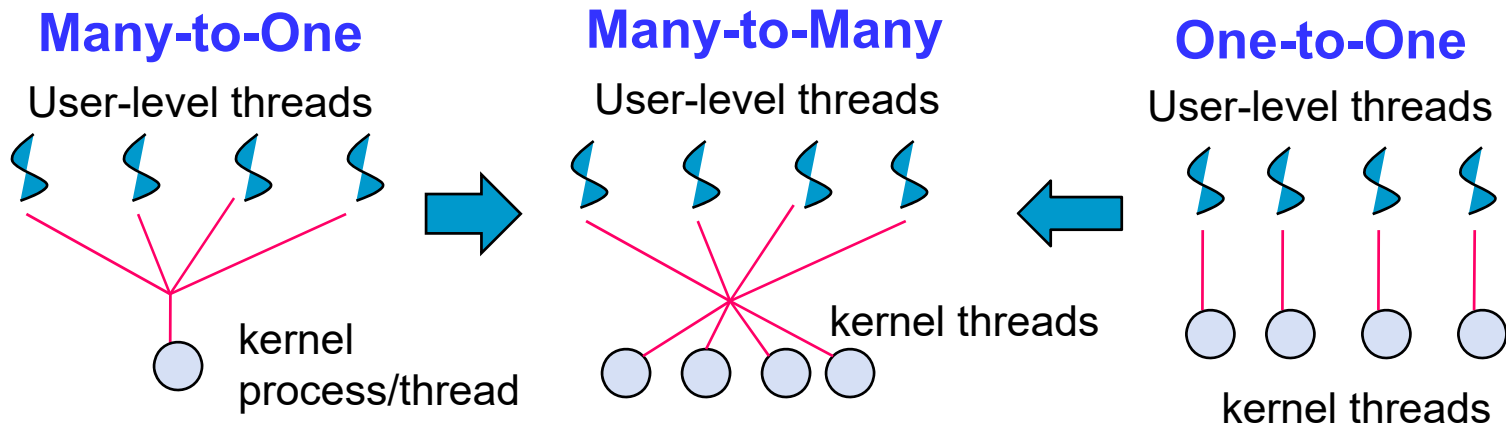 Many-to-One
User-level threads
kernel
process/thread
Many-to-Many
User-level threads
kernel threads
One-to-One
User-level threads
kernel threads